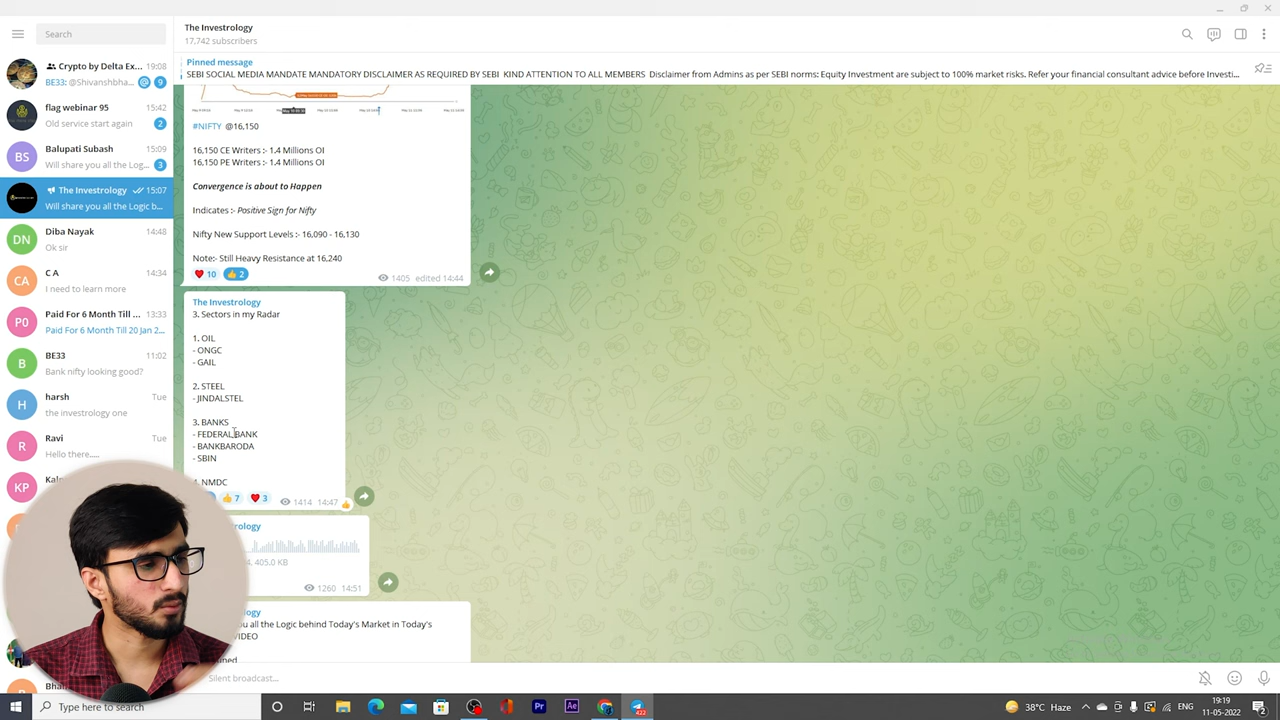 Search
Crypto by Delta Ex... 19:08
BE33: @Shivanshbha... 9
flag webinar 95 15:42
Old service start again 2
BS
Balupati Subash 15:09
Will share you all the Log... 3
The Investrology 15:07
Will share you all the Logic b...
DN
Diba Nayak 14:48
Ok sir
CA
C A 14:34
I need to learn more
P0
Paid For 6 Month Till ... 13:33
Paid For 6 Month Till 20 Jan 2...
B
BE33 11:02
Bank nifty looking good?
H
harsh Tue
the investrology one
R
Ravi Tue
Hello there.....
KP
The Investrology
17,742 subscribers
Pinned message
SEBI SOCIAL MEDIA MANDATE MANDATORY DISCLAIMER AS REQUIRED BY SEBI KIND ATTENTION TO ALL MEMBERS Disclaimer from Admins as per SEBI norms: Equity Investment are subject to 100% market risks. Refer your financial consultant advice before Investi...
#NIFTY @16,150
16,150 CE Writers :- 1.4 Millions OI
16,150 PE Writers :- 1.4 Millions OI
Convergence is about to Happen
Indicates :- Positive Sign for Nifty
Nifty New Support Levels :- 16,090 - 16,130
Note:- Still Heavy Resistance at 16,240
10 2 1405 edited 14:44
The Investrology
3. Sectors in my Radar
1. OIL
- ONGC
- GAIL
2. STEEL
- JINDALSTEL
3. BANKS
- FEDERAL BANK
- BANKBARODA
- SBIN
NMDC
7 3 1414 14:47
405.0 KB
1260 14:51
all the Logic behind Today's Market in Today's
Silent broadcast...
Type here to search
Pr
Ae
422
38°C Haze
ENG
19:19
11-05-2022